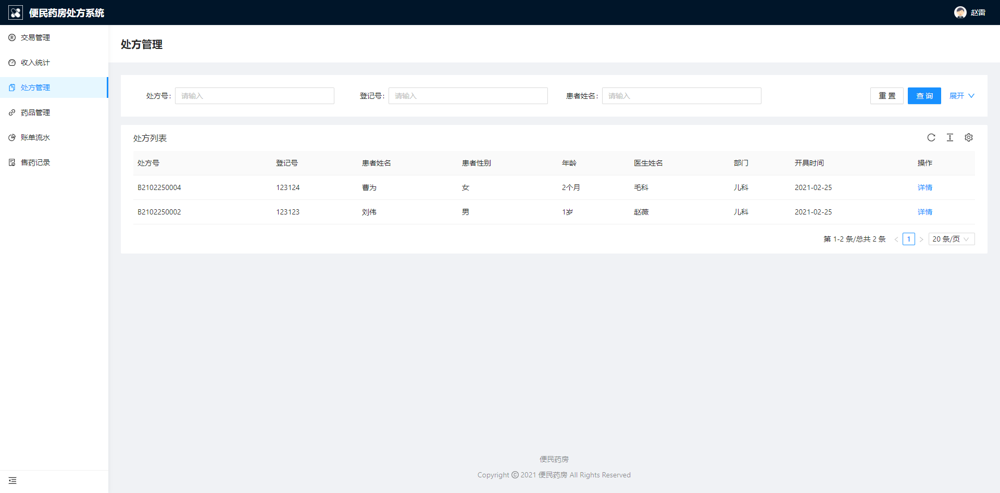 便民药房处方系统
赵雷
交易管理
收入统计
处方管理
药品管理
账单流水
售药记录
处方管理
处方号: 请输入 登记号: 请输入 患者姓名: 请输入 重 置 查 询 展开
处方列表
处方号 登记号 患者姓名 患者性别 年龄 医生姓名 部门 开具时间 操作
B2102250004 123124 曹为 女 2个月 毛科 儿科 2021-02-25 详情
B2102250002 123123 刘伟 男 1岁 赵薇 儿科 2021-02-25 详情
第 1-2 条/总共 2 条 < 1 > 20 条/页
便民药房
Copyright © 2021 便民药房 All Rights Reserved